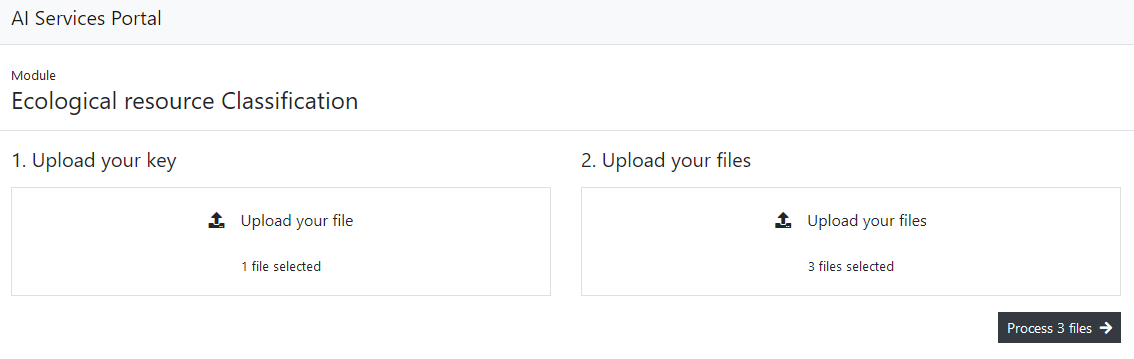 AI Services Portal
Module
Ecological resource Classification
1. Upload your key
Upload your file
1 file selected
2. Upload your files
Upload your files
3 files selected
Process 3 files